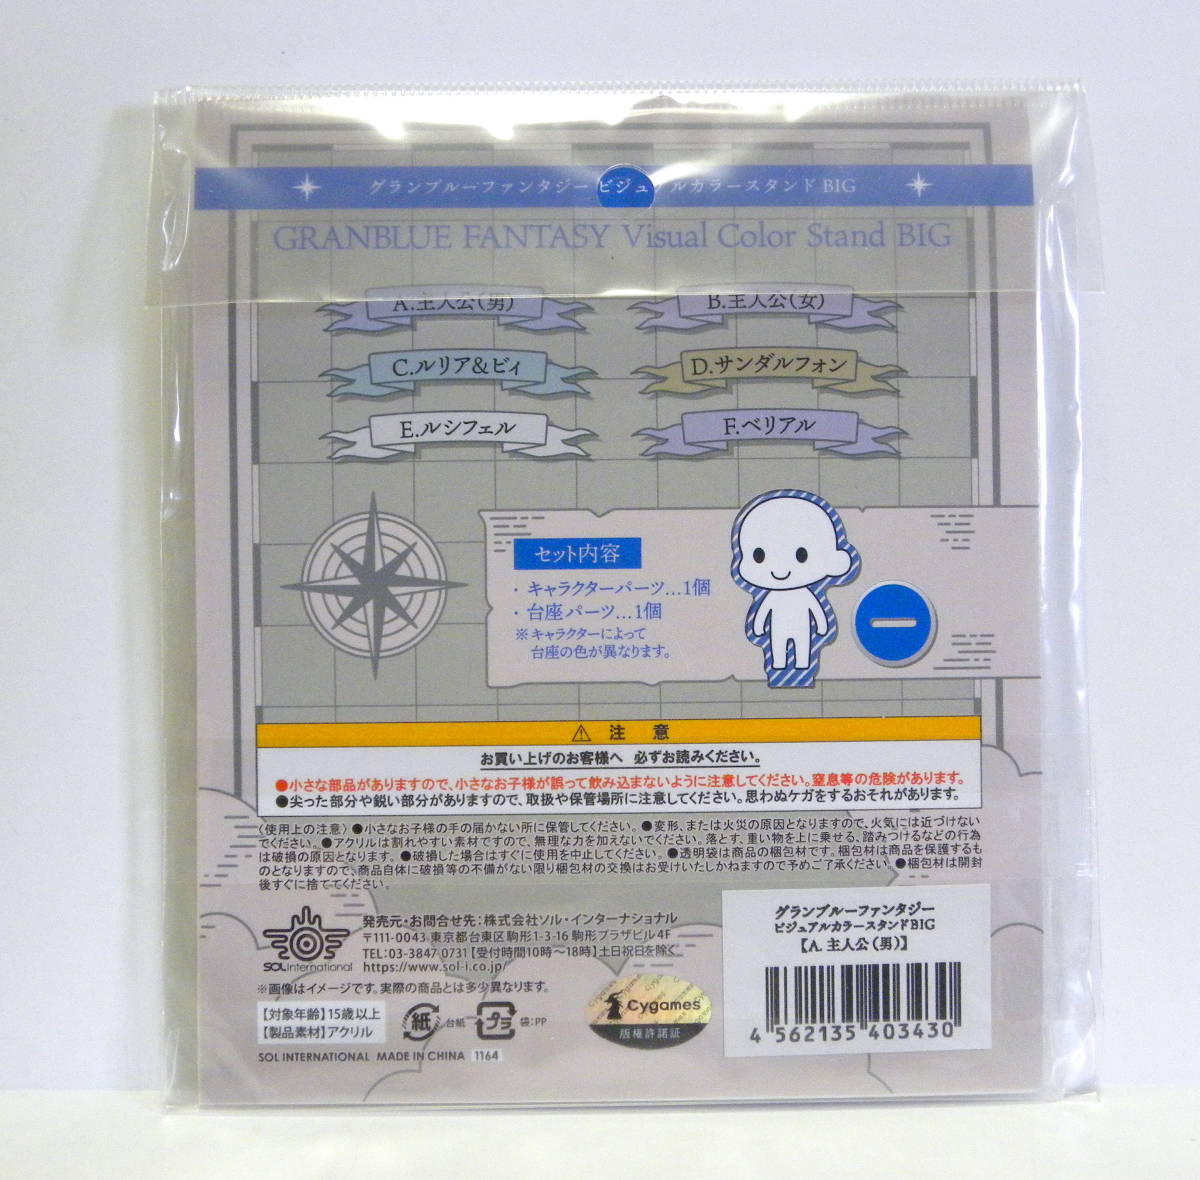 グランブルーファンタジー ビジュアルカラースタンド BIG
GRANBLUE FANTASY Visual Color Stand BIG
A.主人公(男)
B.主人公(女)
C.ルリア&ビィ
D.サンダルフォン
E.ルシフェル
F.ベリアル
セット内容
・キャラクターパーツ…1個
・台座パーツ…1個
※キャラクターによって
台座の色が異なります。
⚠ 注 意
お買い上げのお客様へ 必ずお読みください。
●小さな部品がありますので、小さなお子様が誤って飲み込まないように注意してください。窒息等の危険があります。
●尖った部分や鋭い部分がありますので、取扱や保管場所に注意してください。思わぬケガをするおそれがあります。
〈使用上の注意〉●小さなお子様の手の届かない所に保管してください。●変形、または火災の原因となりますので、火気には近づけない
でください。●アクリルは割れやすい素材ですので、無理な力を加えないでください。落とす、重い物を上に乗せる、踏みつけるなどの行為
は破損の原因となります。●破損した場合はすぐに使用を中止してください。●透明袋は商品の梱包材です。梱包材は商品を保護するも
のとなりますので、商品自体に破損等の不備がない限り梱包材の交換はお受けいたしかねますので予めご了承ください。●梱包材は開封
後すぐに捨ててください。
SOL International
発売元・お問合せ先:株式会社ソル・インターナショナル
〒111-0043 東京都台東区駒形1-3-16 駒形プラザビル4F
TEL:03-3847-0731【受付時間10時〜18時】土日祝日を除く
https://www.sol-i.co.jp/
※画像はイメージです。実際の商品とは多少異なります。
【対象年齢】15歳以上
【製品素材】アクリル
紙 台紙 プラ 袋:PP
SOL INTERNATIONAL MADE IN CHINA 1164
Cygames
版権許諾証
グランブルーファンタジー
ビジュアルカラースタンドBIG
【A. 主人公(男)】
4 562135 403430